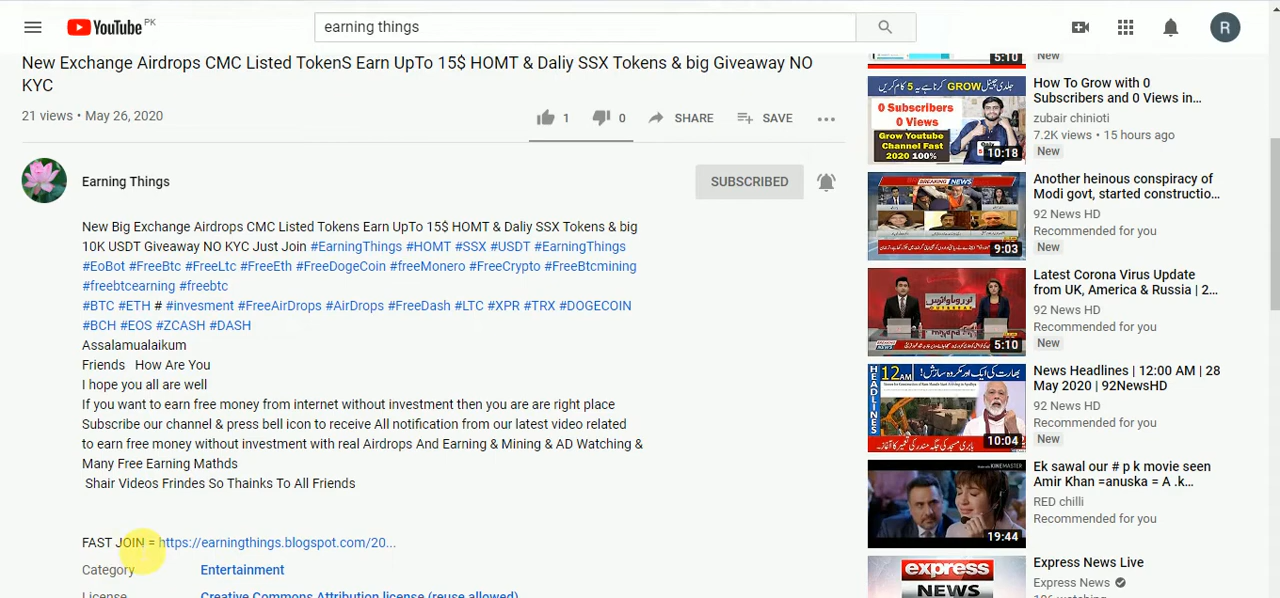 YouTube PK
earning things
R
New Exchange Airdrops CMC Listed TokenS Earn UpTo 15$ HOMT & Daliy SSX Tokens & big Giveaway NO
KYC
21 views • May 26, 2020
1
0
SHARE
SAVE
Earning Things
SUBSCRIBED
New Big Exchange Airdrops CMC Listed Tokens Earn UpTo 15$ HOMT & Daliy SSX Tokens & big
10K USDT Giveaway NO KYC Just Join #EarningThings #HOMT #SSX #USDT #EarningThings
#EoBot #FreeBtc #FreeLtc #FreeEth #FreeDogeCoin #freeMonero #FreeCrypto #FreeBtcmining
#freebtcearning #freebtc
#BTC #ETH # #invesment #FreeAirDrops #AirDrops #FreeDash #LTC #XPR #TRX #DOGECOIN
#BCH #EOS #ZCASH #DASH
Assalamualaikum
Friends How Are You
I hope you all are well
If you want to earn free money from internet without investment then you are are right place
Subscribe our channel & press bell icon to receive All notification from our latest video related
to earn free money without investment with real Airdrops And Earning & Mining & AD Watching &
Many Free Earning Mathds
Shair Videos Frindes So Thainks To All Friends
FAST JOIN = https://earningthings.blogspot.com/20...
Category
Entertainment
License
Creative Commons Attribution license (reuse allowed)
5:10
New
جلدی چینل GROW کرنا ہے یہ 5 کام کریں
0 Subscribers
0 Views
Grow Youtube
Channel Fast
2020 100%
10:18
How To Grow with 0
Subscribers and 0 Views in...
zubair chinioti
7.2K views • 15 hours ago
New
BREAKING NEWS
9:03
Another heinous conspiracy of
Modi govt, started constructio...
92 News HD
Recommended for you
New
5:10
Latest Corona Virus Update
from UK, America & Russia | 2...
92 News HD
Recommended for you
New
HEADLINES
12AM
10:04
News Headlines | 12:00 AM | 28
May 2020 | 92NewsHD
92 News HD
Recommended for you
New
KINEMASTER
19:44
Ek sawal our # p k movie seen
Amir Khan =anuska = A .k...
RED chilli
Recommended for you
express
NEWS
Express News Live
Express News